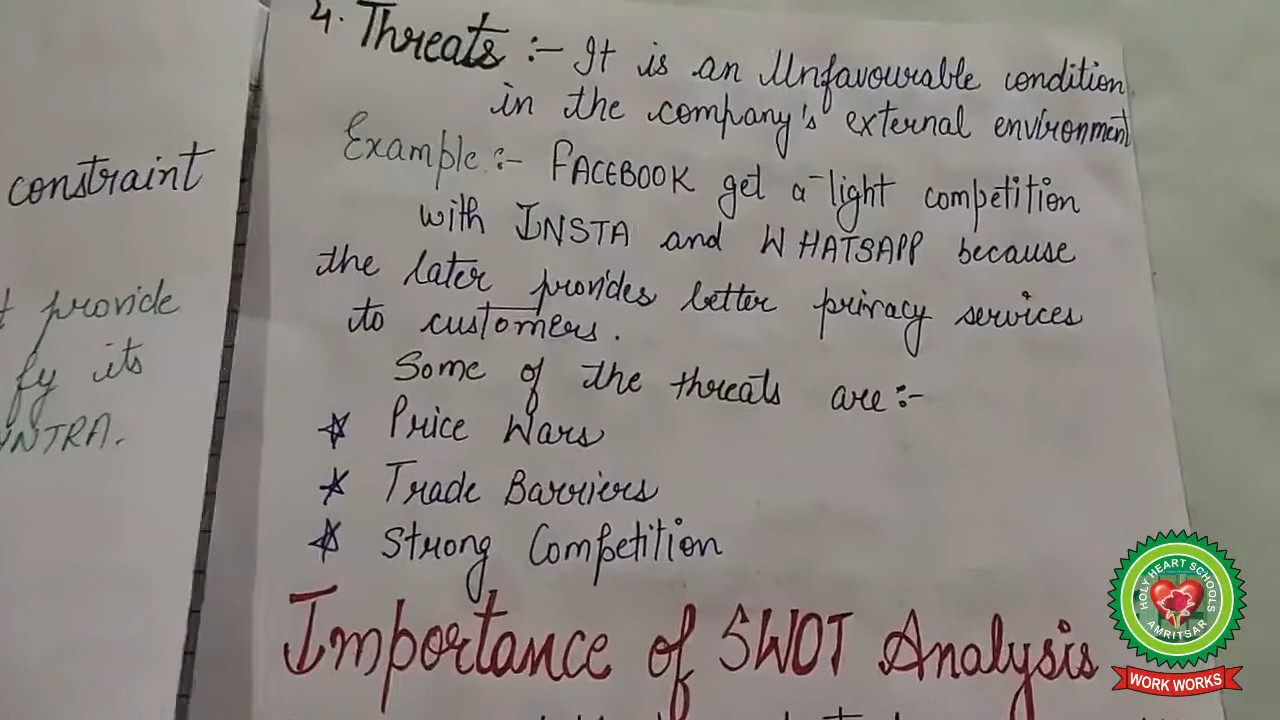 constraint
t provide
fy its
YNTRA.
4. Threats :- It is an Unfavourable condition
in the company's external environment
Example :- FACEBOOK get a light competition
with INSTA and WHATSAPP because
the later provides better privacy services
to customers.
Some of the threats are :-
Price Wars
Trade Barriers
Strong Competition
Importance of SWOT Analysis
HOLY HEART SCHOOLS
AMRITSAR
WORK WORKS